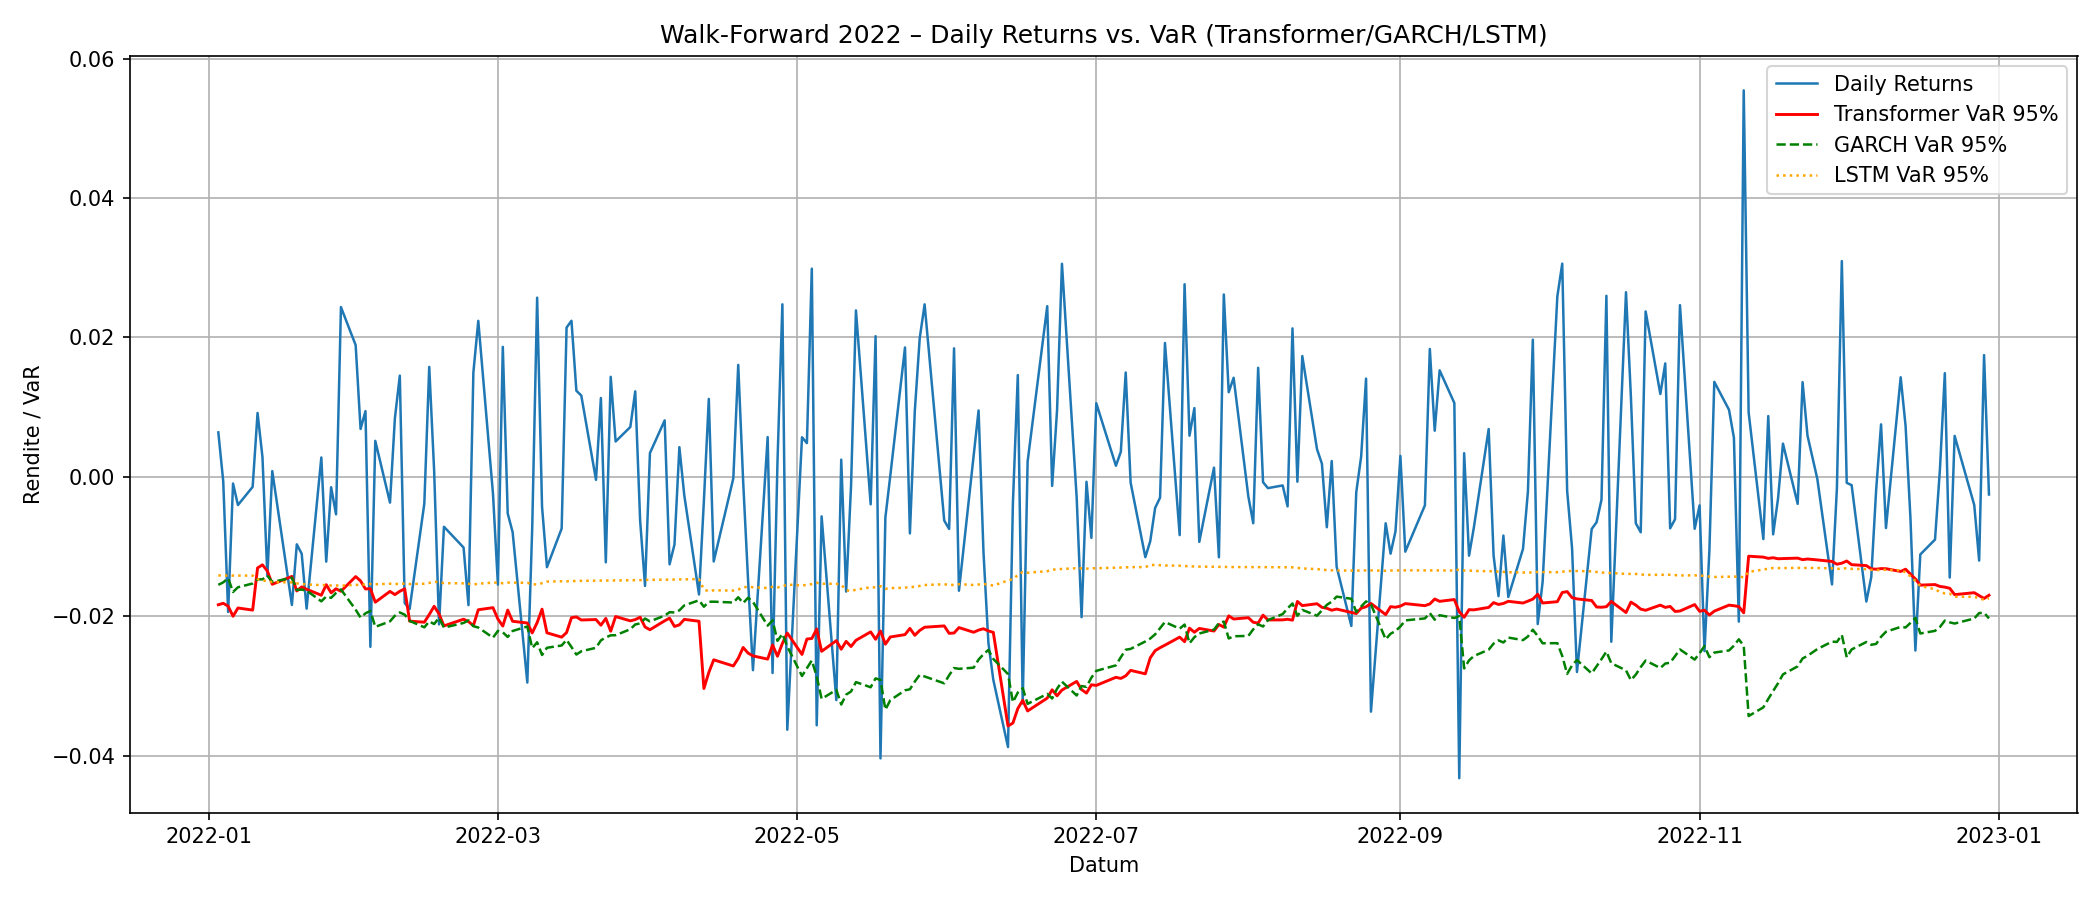 Walk-Forward 2022 – Daily Returns vs. VaR (Transformer/GARCH/LSTM)
Daily Returns
Transformer VaR 95%
GARCH VaR 95%
LSTM VaR 95%
Rendite / VaR
0.06
0.04
0.02
0.00
−0.02
−0.04
2022-01
2022-03
2022-05
2022-07
2022-09
2022-11
2023-01
Datum